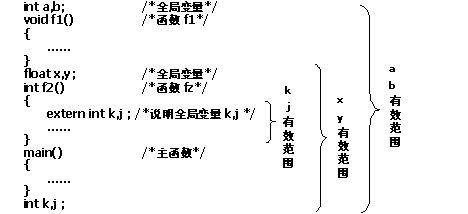 int a,b;                /*全局变量*/
void f1()               /*函数 f1*/
{
......
}
float x,y;              /*全局变量*/
int f2()                /*函数 fz*/
{
extern int k,j ; /*说明全局变量 k,j */
......
}
main()                  /*主函数*/
{
......
}
int k,j ;
k
j
有
效
范
围
x
y
有
效
范
围
a
b
有
效
范
围